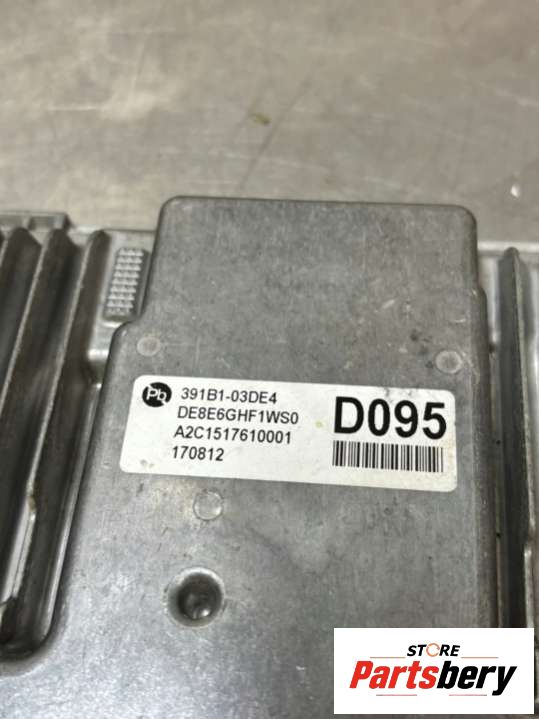 Pb
391B1-03DE4
DE8E6GHF1WS0
A2C1517610001
170812
D095
STORE
Partsbery